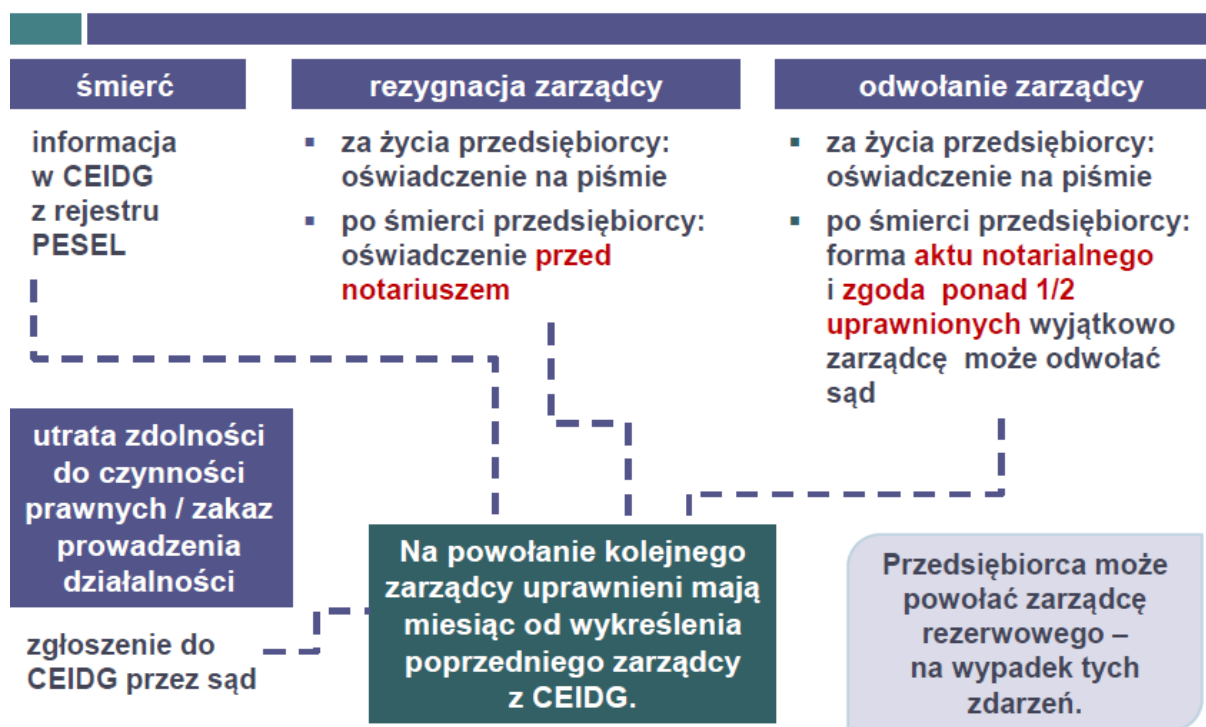 śmierć
informacja
w CEIDG
z rejestru
PESEL
rezygnacja zarządcy
▪ za życia przedsiębiorcy:
oświadczenie na piśmie
▪ po śmierci przedsiębiorcy:
oświadczenie przed
notariuszem
odwołanie zarządcy
▪ za życia przedsiębiorcy:
oświadczenie na piśmie
▪ po śmierci przedsiębiorcy:
forma aktu notarialnego
i zgoda ponad 1/2
uprawnionych wyjątkowo
zarządcę może odwołać
sąd
utrata zdolności
do czynności
prawnych / zakaz
prowadzenia
działalności
zgłoszenie do
CEIDG przez sąd
Na powołanie kolejnego
zarządcy uprawnieni mają
miesiąc od wykreślenia
poprzedniego zarządcy
z CEIDG.
Przedsiębiorca może
powołać zarządcę
rezerwowego –
na wypadek tych
zdarzeń.